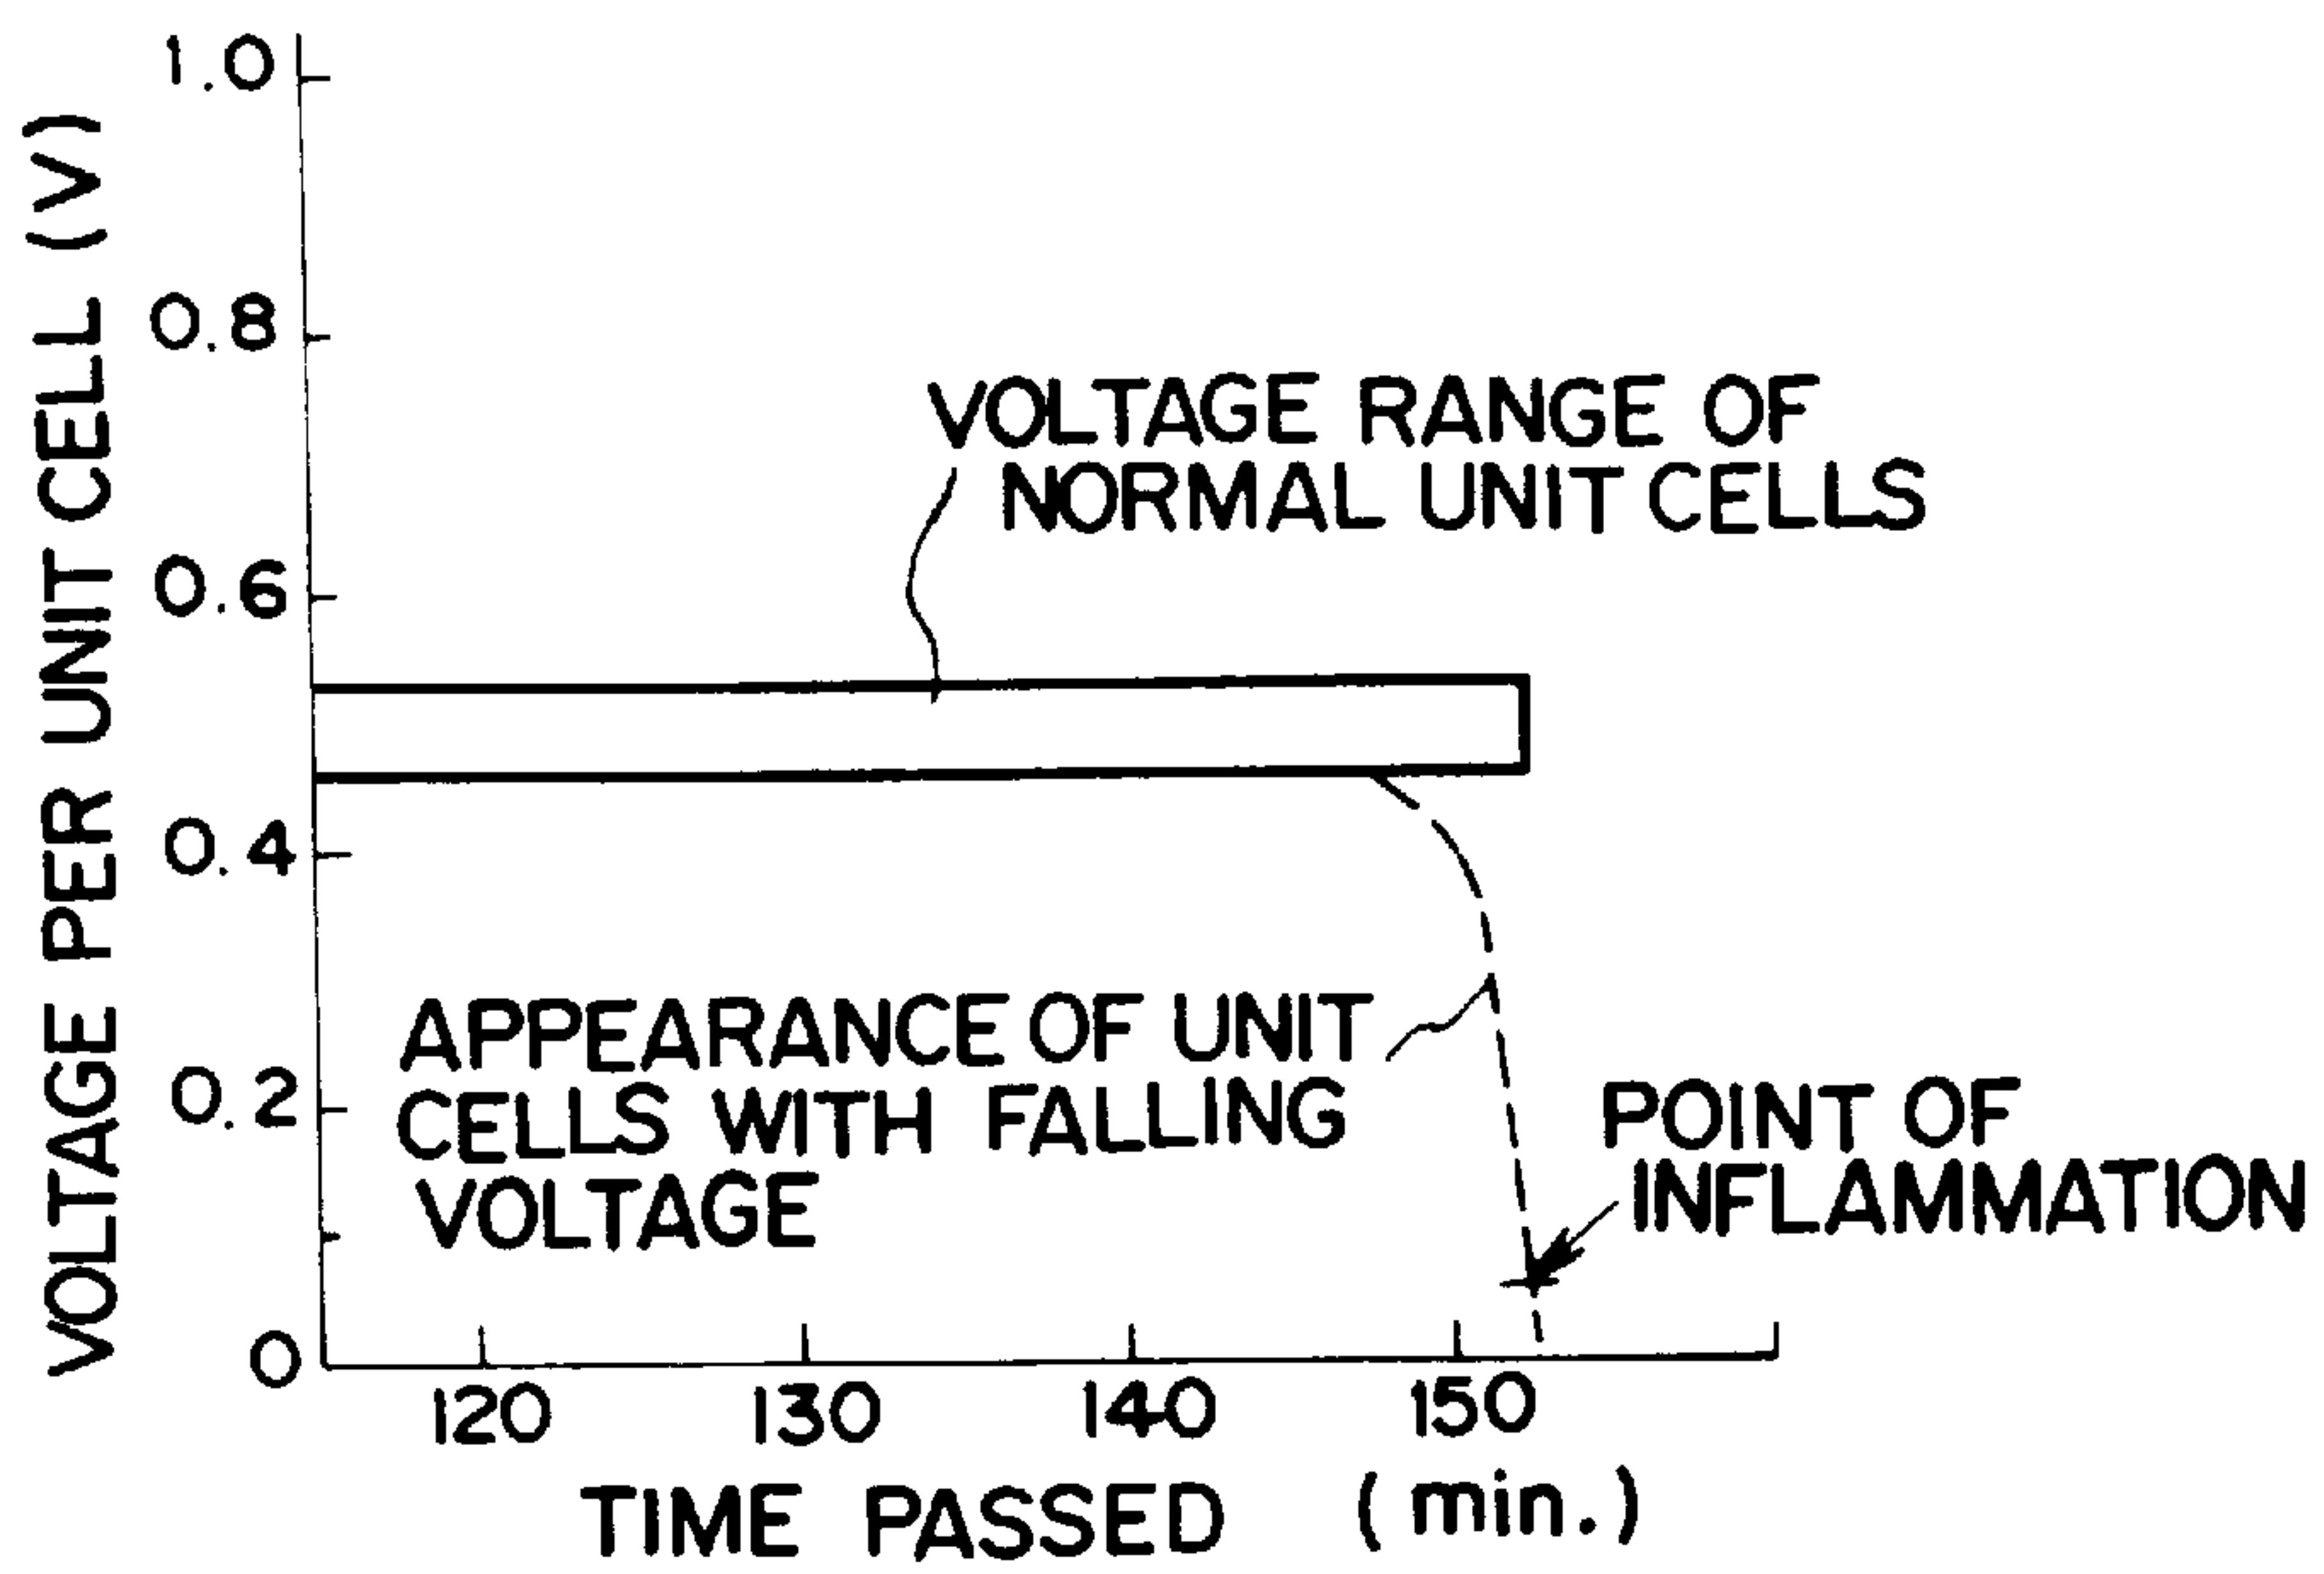 VOLTAGE PER UNIT CELL (V)
1.0
0.8
0.6
0.4
0.2
0
VOLTAGE RANGE OF
NORMAL UNIT CELLS
APPEARANCE OF UNIT
CELLS WITH FALLING
VOLTAGE
POINT OF
INFLAMMATION
120 130 140 150
TIME PASSED (min.)